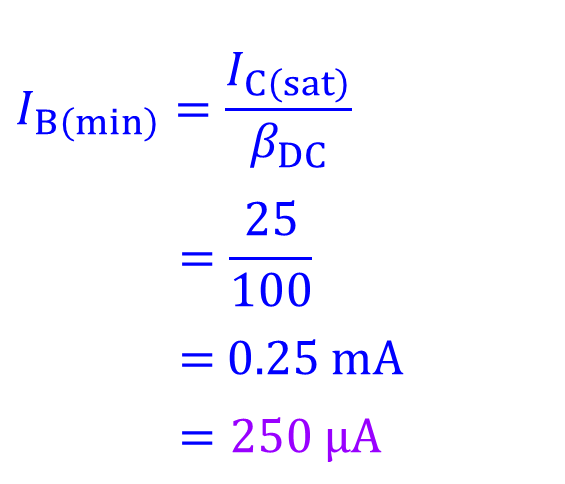 I_B(min) = I_C(sat) / β_DC
= 25 / 100
= 0.25 mA
= 250 μA